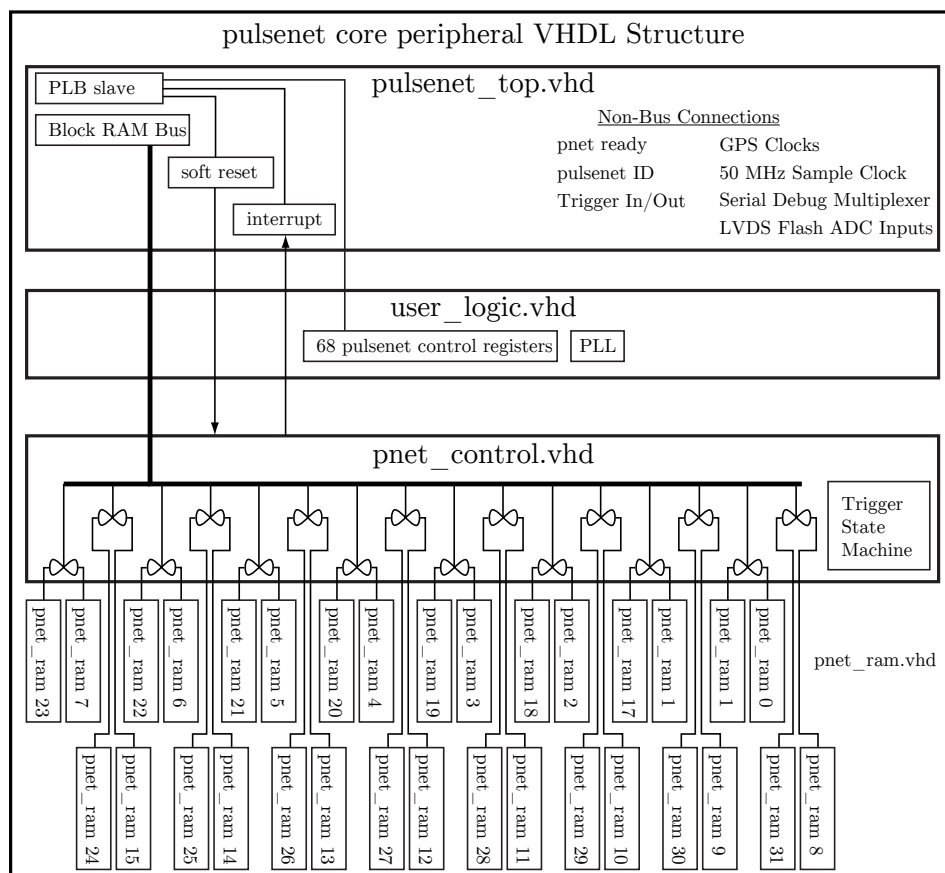 pulsenet core peripheral VHDL Structure
pulsenet_top.vhd
PLB slave
Block RAM Bus
soft reset
interrupt
Non-Bus Connections
pnet ready
GPS Clocks
pulsenet ID
50 MHz Sample Clock
Trigger In/Out
Serial Debug Multiplexer
LVDS Flash ADC Inputs
user_logic.vhd
68 pulsenet control registers
PLL
pnet_control.vhd
Trigger
State
Machine
pnet_ram 23
pnet_ram 7
pnet_ram 22
pnet_ram 6
pnet_ram 21
pnet_ram 5
pnet_ram 20
pnet_ram 4
pnet_ram 19
pnet_ram 3
pnet_ram 18
pnet_ram 2
pnet_ram 17
pnet_ram 1
pnet_ram 1
pnet_ram 0
pnet_ram.vhd
pnet_ram 24
pnet_ram 15
pnet_ram 25
pnet_ram 14
pnet_ram 26
pnet_ram 13
pnet_ram 27
pnet_ram 12
pnet_ram 28
pnet_ram 11
pnet_ram 29
pnet_ram 10
pnet_ram 30
pnet_ram 9
pnet_ram 31
pnet_ram 8